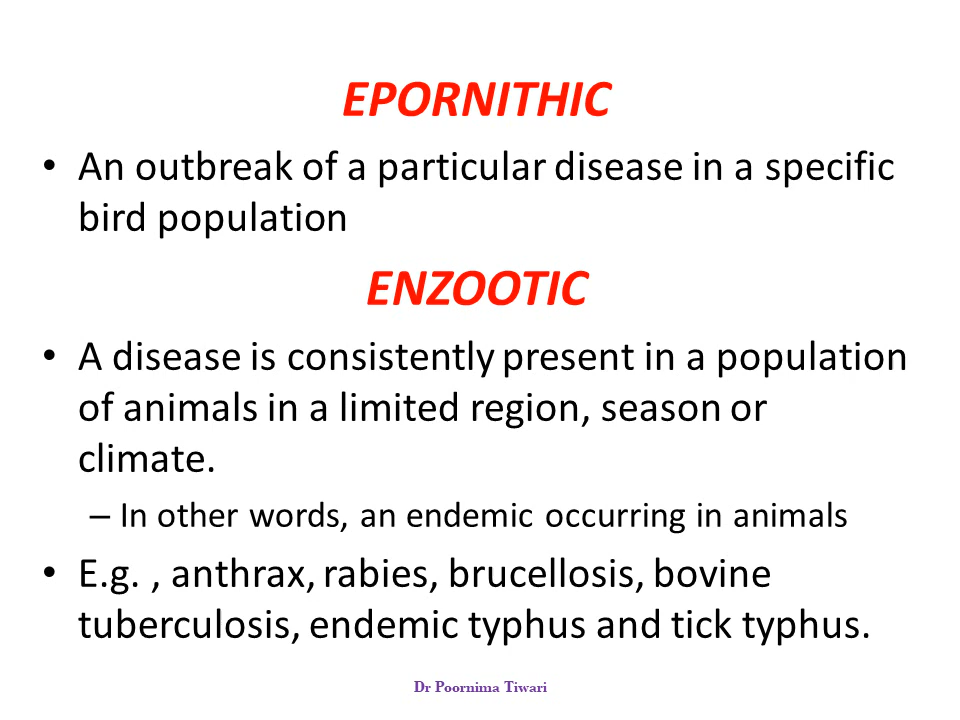 EPORNITHIC
• An outbreak of a particular disease in a specific
bird population
ENZOOTIC
• A disease is consistently present in a population
of animals in a limited region, season or
climate.
– In other words, an endemic occurring in animals
• E.g. , anthrax, rabies, brucellosis, bovine
tuberculosis, endemic typhus and tick typhus.
Dr Poornima Tiwari